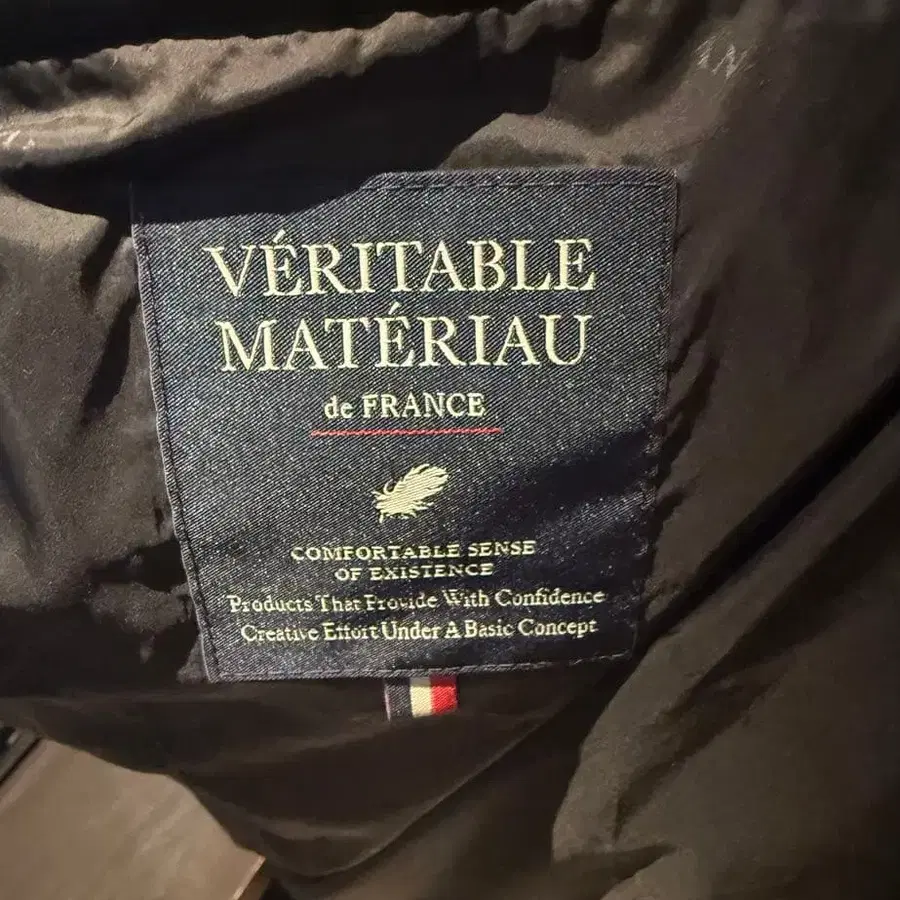 VÉRITABLE
MATÉRIAU
de FRANCE
COMFORTABLE SENSE
OF EXISTENCE
Products That Provide With Confidence
Creative Effort Under A Basic Concept